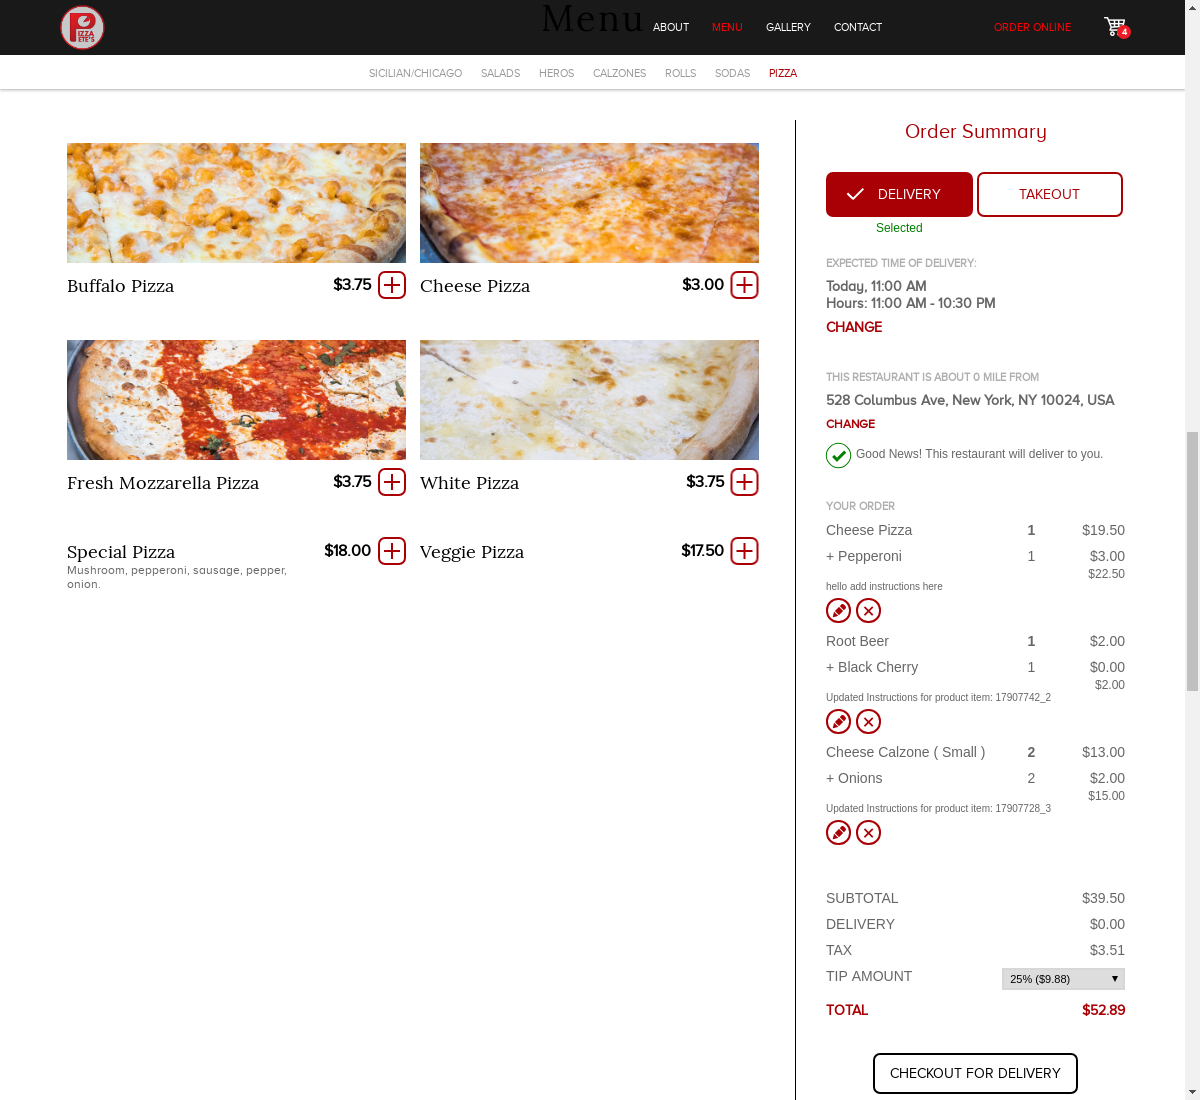 PIZZA
ETE'S
Menu
ABOUT
MENU
GALLERY
CONTACT
ORDER ONLINE
4
SICILIAN/CHICAGO
SALADS
HEROS
CALZONES
ROLLS
SODAS
PIZZA
Buffalo Pizza
$3.75
Cheese Pizza
$3.00
Fresh Mozzarella Pizza
$3.75
White Pizza
$3.75
Special Pizza
$18.00
Mushroom, pepperoni, sausage, pepper,
onion.
Veggie Pizza
$17.50
Order Summary
DELIVERY
TAKEOUT
Selected
EXPECTED TIME OF DELIVERY:
Today, 11:00 AM
Hours: 11:00 AM - 10:30 PM
CHANGE
THIS RESTAURANT IS ABOUT 0 MILE FROM
528 Columbus Ave, New York, NY 10024, USA
CHANGE
Good News! This restaurant will deliver to you.
YOUR ORDER
Cheese Pizza 1 $19.50
+ Pepperoni 1 $3.00
$22.50
hello add instructions here
Root Beer 1 $2.00
+ Black Cherry 1 $0.00
$2.00
Updated Instructions for product item: 17907742_2
Cheese Calzone ( Small ) 2 $13.00
+ Onions 2 $2.00
$15.00
Updated Instructions for product item: 17907728_3
SUBTOTAL $39.50
DELIVERY $0.00
TAX $3.51
TIP AMOUNT 25% ($9.88)
TOTAL $52.89
CHECKOUT FOR DELIVERY